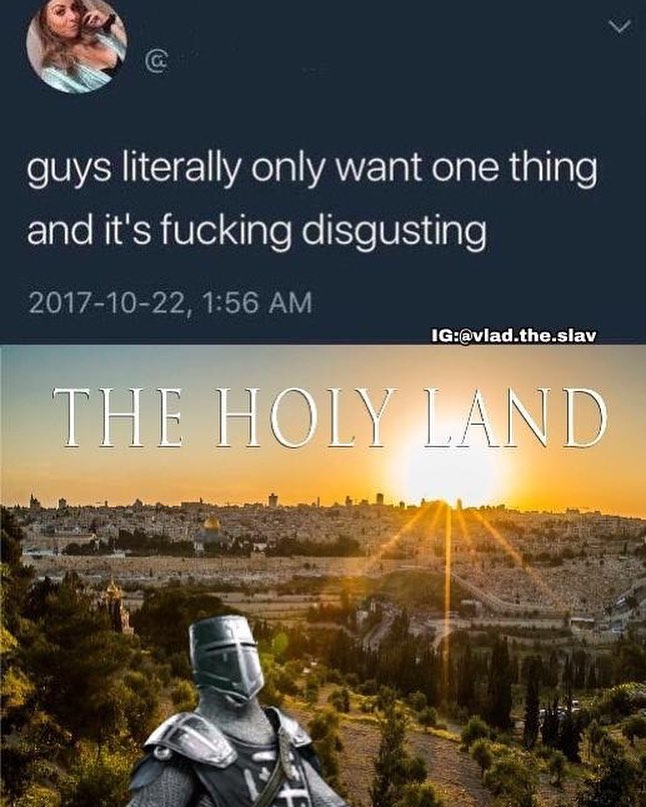 @
guys literally only want one thing
and it's fucking disgusting
2017-10-22, 1:56 AM
IG:@vlad.the.slav
THE HOLY LAND